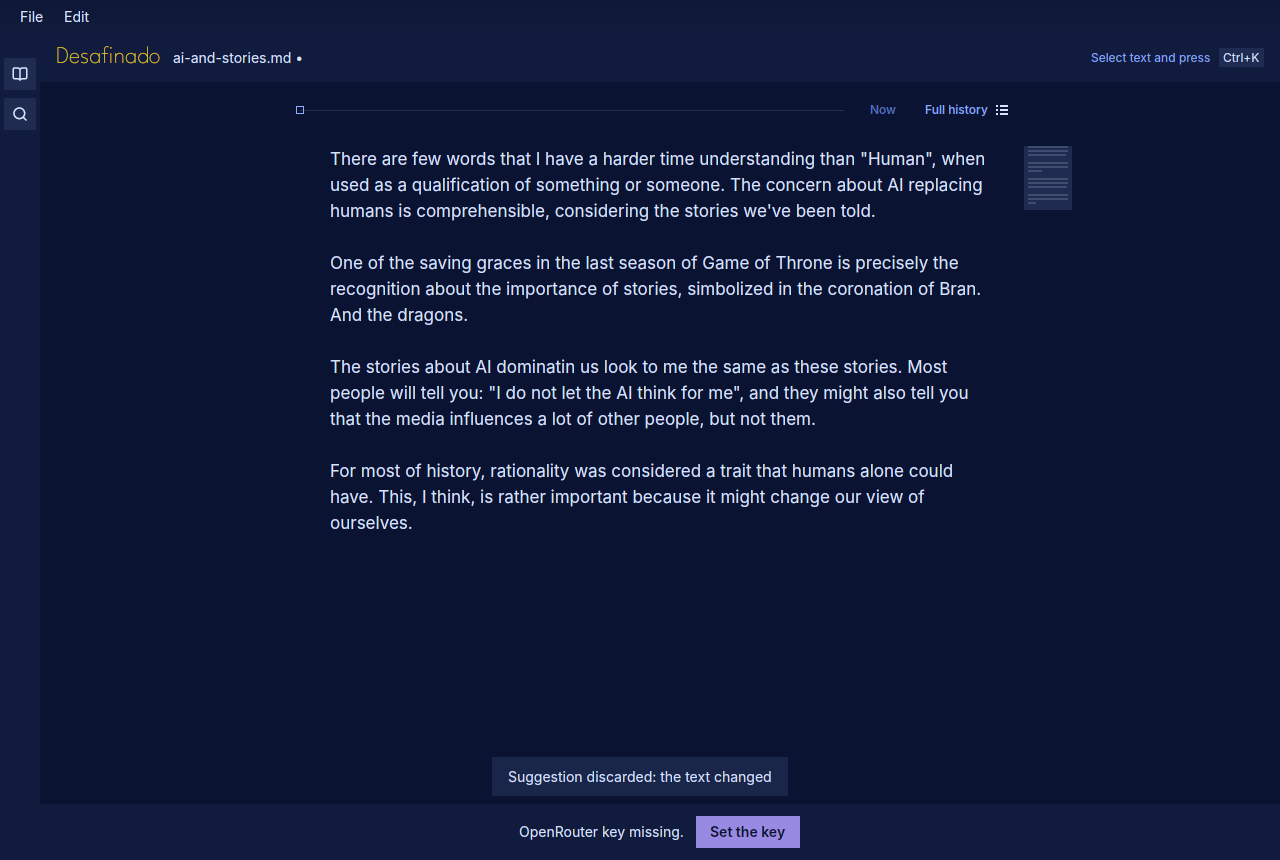 File Edit
Desafinado ai-and-stories.md •
Select text and press Ctrl+K
Now Full history
There are few words that I have a harder time understanding than "Human", when
used as a qualification of something or someone. The concern about AI replacing
humans is comprehensible, considering the stories we've been told.
One of the saving graces in the last season of Game of Throne is precisely the
recognition about the importance of stories, simbolized in the coronation of Bran.
And the dragons.
The stories about AI dominatin us look to me the same as these stories. Most
people will tell you: "I do not let the AI think for me", and they might also tell you
that the media influences a lot of other people, but not them.
For most of history, rationality was considered a trait that humans alone could
have. This, I think, is rather important because it might change our view of
ourselves.
Suggestion discarded: the text changed
OpenRouter key missing. Set the key